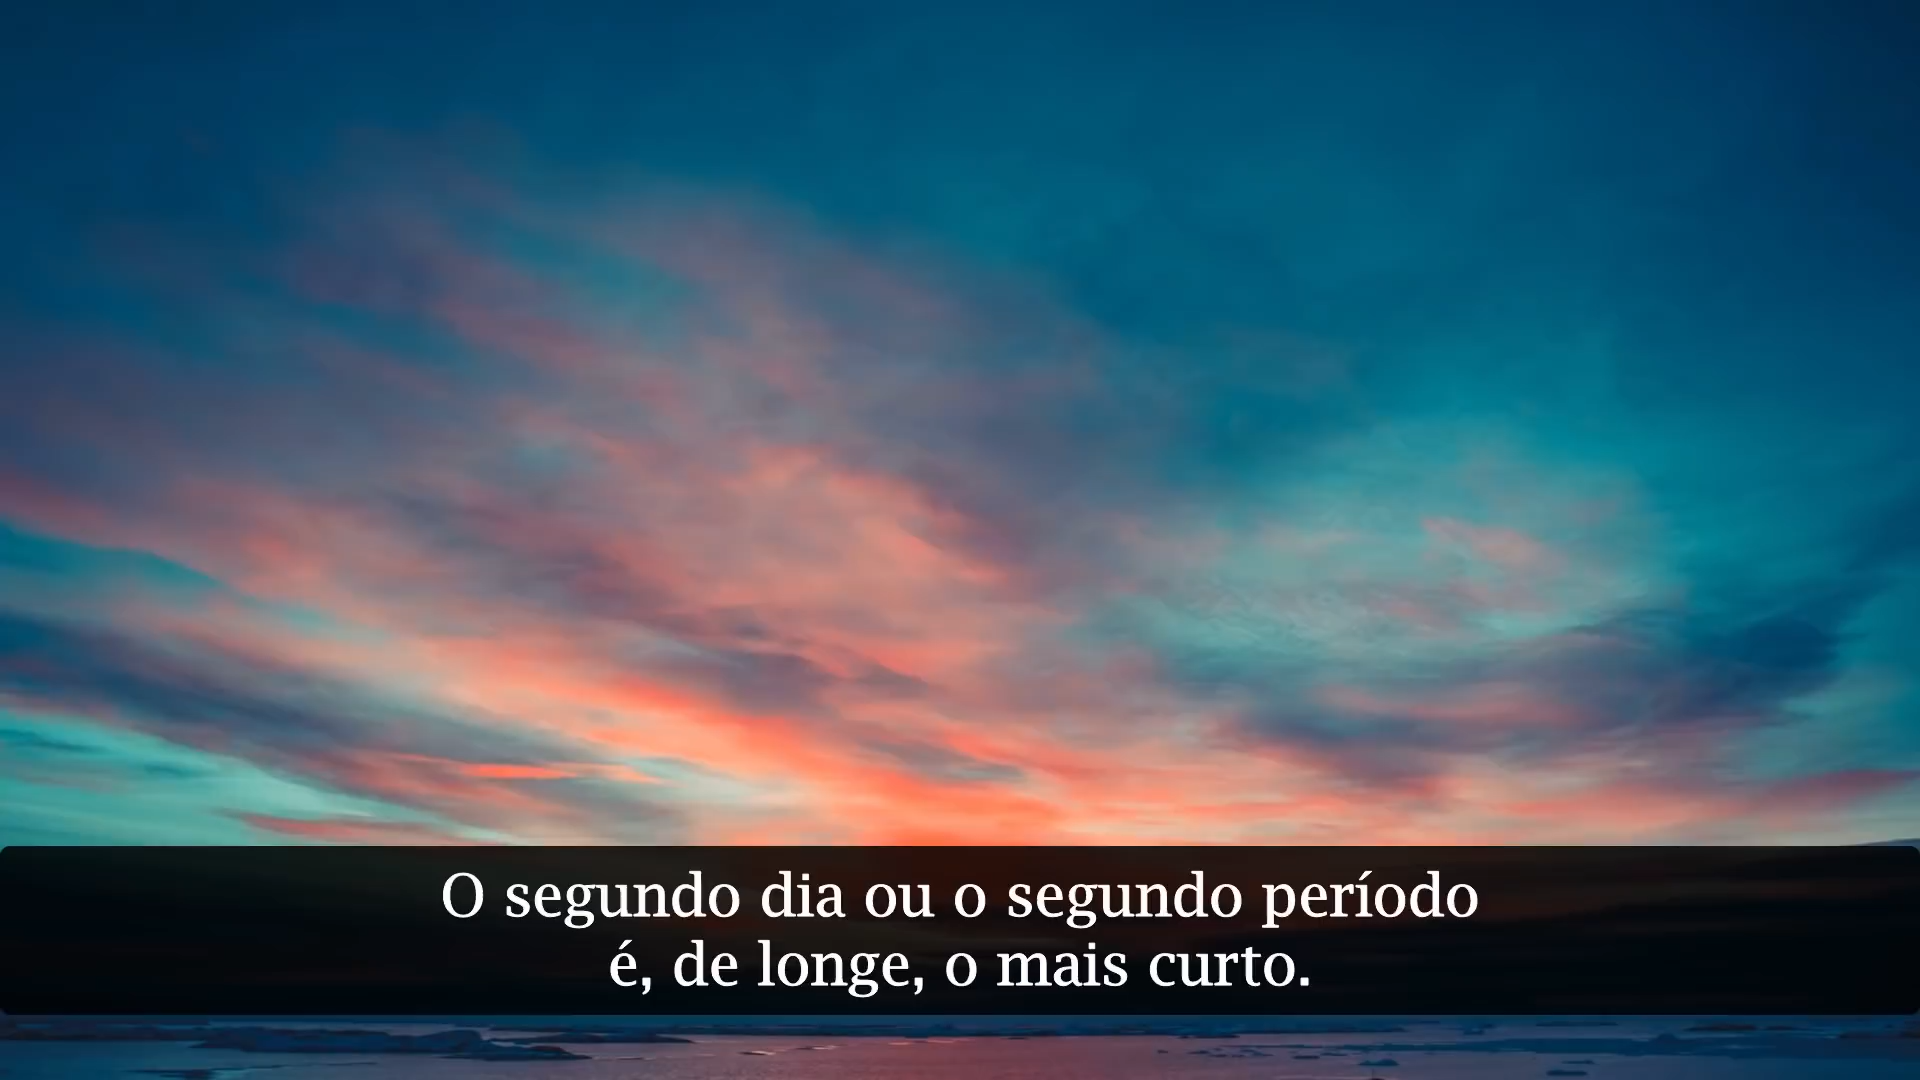 O segundo dia ou o segundo período
é, de longe, o mais curto.